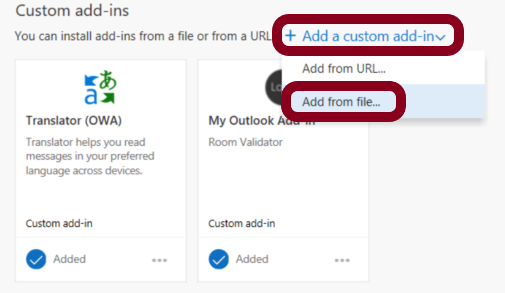 Custom add-ins
You can install add-ins from a file or from a URL.
+ Add a custom add-in
Add from URL...
Add from file...
あ
a
Translator (OWA)
Translator helps you read
messages in your preferred
language across devices.
Custom add-in
Added
...
Lo
My Outlook Add-in
Room Validator
Custom add-in
Added
...